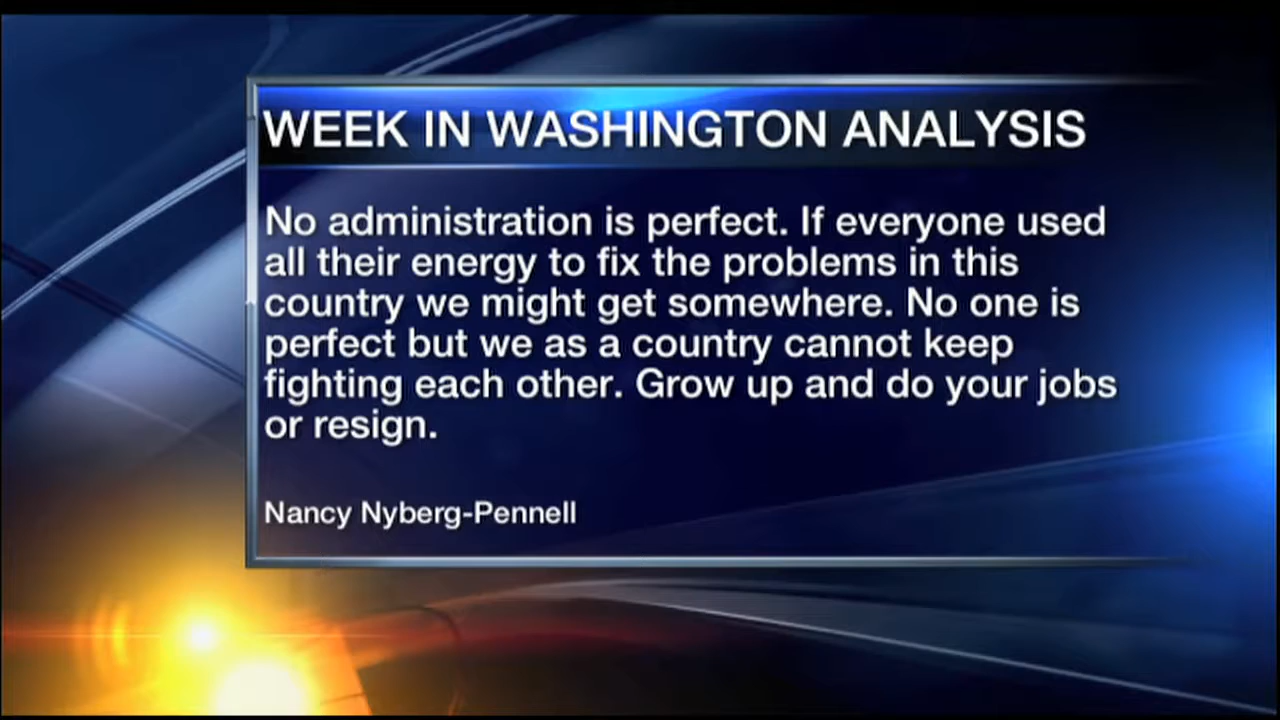 WEEK IN WASHINGTON ANALYSIS
No administration is perfect. If everyone used
all their energy to fix the problems in this
country we might get somewhere. No one is
perfect but we as a country cannot keep
fighting each other. Grow up and do your jobs
or resign.
Nancy Nyberg-Pennell